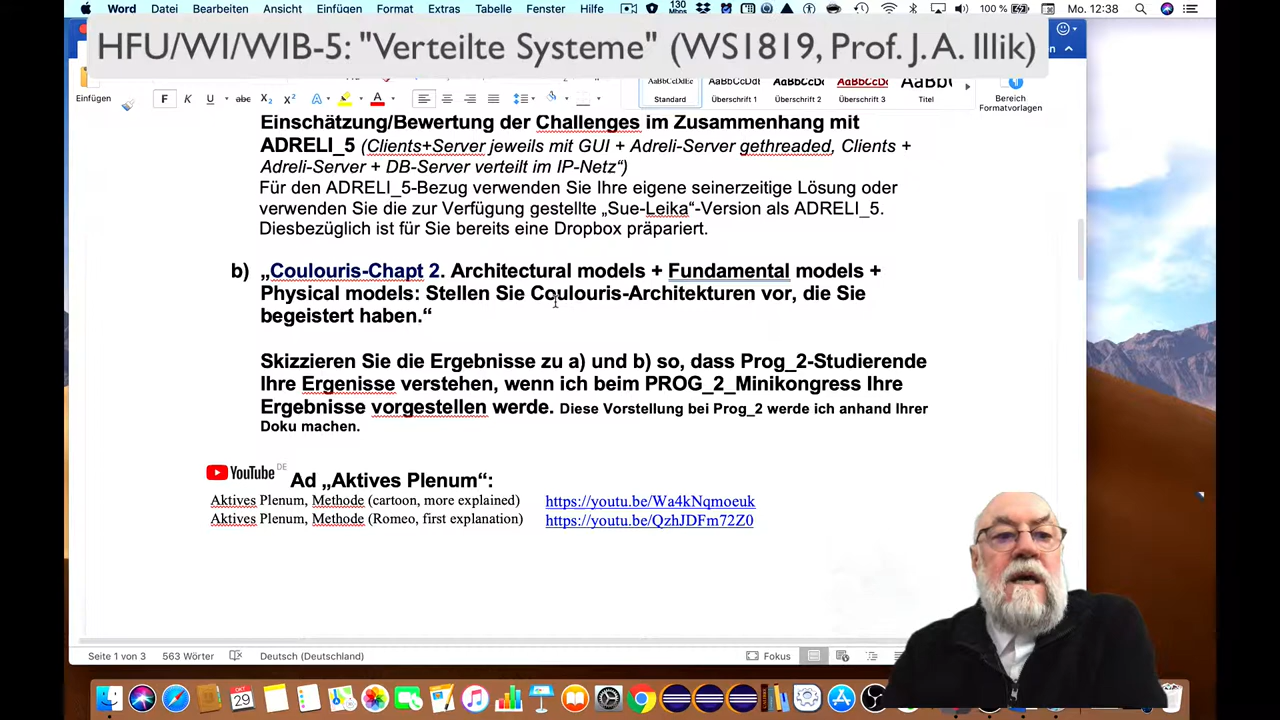 Word Datei Bearbeiten Ansicht Einfügen Format Extras Tabelle Fenster Hilfe 130 Mbps 100 % Mo. 12:38
HFU/WI/WIB-5: "Verteilte Systeme" (WS1819, Prof. J. A. Illik)
Einfügen F K U abc X2 X2 A A Standard Überschrift 1 Überschrift 2 Überschrift 3 Titel Bereich Formatvorlagen
Einschätzung/Bewertung der Challenges im Zusammenhang mit
ADRELI_5 (Clients+Server jeweils mit GUI + Adreli-Server gethreaded, Clients +
Adreli-Server + DB-Server verteilt im IP-Netz“)
Für den ADRELI_5-Bezug verwenden Sie Ihre eigene seinerzeitige Lösung oder
verwenden Sie die zur Verfügung gestellte „Sue-Leika“-Version als ADRELI_5.
Diesbezüglich ist für Sie bereits eine Dropbox präpariert.
b) „Coulouris-Chapt 2. Architectural models + Fundamental models +
Physical models: Stellen Sie Coulouris-Architekturen vor, die Sie
begeistert haben.“
Skizzieren Sie die Ergebnisse zu a) und b) so, dass Prog_2-Studierende
Ihre Ergenisse verstehen, wenn ich beim PROG_2_Minikongress Ihre
Ergebnisse vorgestellen werde. Diese Vorstellung bei Prog_2 werde ich anhand Ihrer
Doku machen.
YouTube DE Ad „Aktives Plenum“:
Aktives Plenum, Methode (cartoon, more explained) https://youtu.be/Wa4kNqmoeuk
Aktives Plenum, Methode (Romeo, first explanation) https://youtu.be/QzhJDFm72Z0
Seite 1 von 3 563 Wörter Deutsch (Deutschland) Fokus
OKT 29